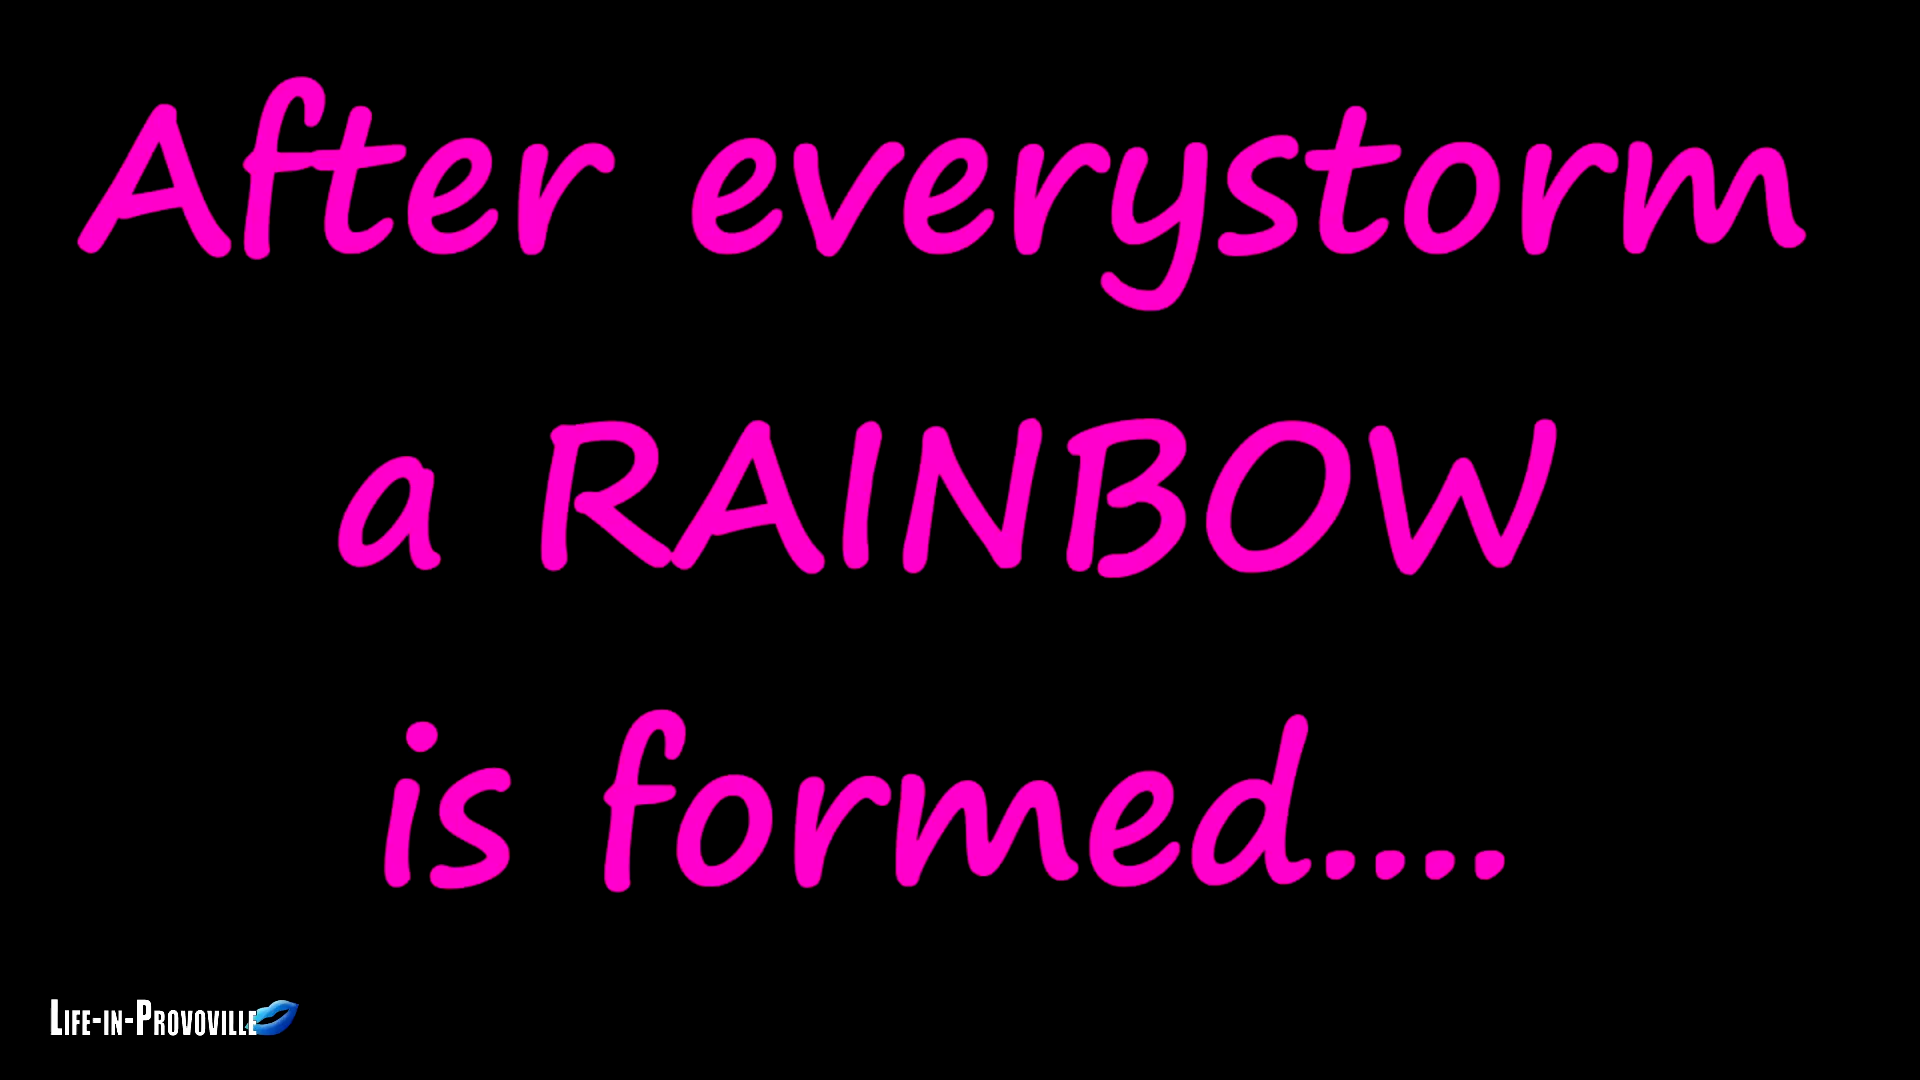 After everystorm
a RAINBOW
is formed....
LIFE-IN-PROVOVILLE